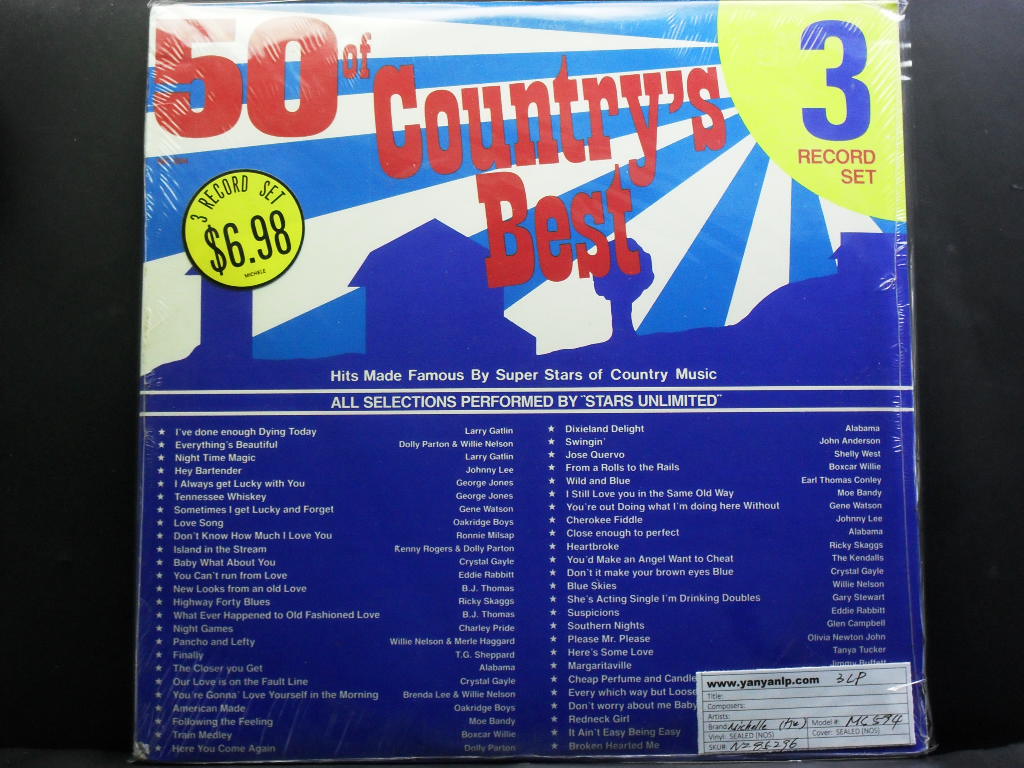 50 of
Country's
Best
3
RECORD
SET
3 RECORD SET
$6.98
MICHELE
Hits Made Famous By Super Stars of Country Music
ALL SELECTIONS PERFORMED BY "STARS UNLIMITED"
★ I've done enough Dying Today Larry Gatlin
★ Everything's Beautiful Dolly Parton & Willie Nelson
★ Night Time Magic Larry Gatlin
★ Hey Bartender Johnny Lee
★ I Always get Lucky with You George Jones
★ Tennessee Whiskey George Jones
★ Sometimes I get Lucky and Forget Gene Watson
★ Love Song Oakridge Boys
★ Don't Know How Much I Love You Ronnie Milsap
★ Island in the Stream Kenny Rogers & Dolly Parton
★ Baby What About You Crystal Gayle
★ You Can't run from Love Eddie Rabbitt
★ New Looks from an old Love B.J. Thomas
★ Highway Forty Blues Ricky Skaggs
★ What Ever Happened to Old Fashioned Love B.J. Thomas
★ Night Games Charley Pride
★ Pancho and Lefty Willie Nelson & Merle Haggard
★ Finally T.G. Sheppard
★ The Closer you Get Alabama
★ Our Love is on the Fault Line Crystal Gayle
★ You're Gonna' Love Yourself in the Morning Brenda Lee & Willie Nelson
★ American Made Oakridge Boys
★ Following the Feeling Moe Bandy
★ Train Medley Boxcar Willie
★ Here You Come Again Dolly Parton
★ Dixieland Delight Alabama
★ Swingin' John Anderson
★ Jose Quervo Shelly West
★ From a Rolls to the Rails Boxcar Willie
★ Wild and Blue Earl Thomas Conley
★ I Still Love you in the Same Old Way Moe Bandy
★ You're out Doing what I'm doing here Without Gene Watson
★ Cherokee Fiddle Johnny Lee
★ Close enough to perfect Alabama
★ Heartbroke Ricky Skaggs
★ You'd Make an Angel Want to Cheat The Kendalls
★ Don't it make your brown eyes Blue Crystal Gayle
★ Blue Skies Willie Nelson
★ She's Acting Single I'm Drinking Doubles Gary Stewart
★ Suspicions Eddie Rabbitt
★ Southern Nights Glen Campbell
★ Please Mr. Please Olivia Newton John
★ Here's Some Love Tanya Tucker
★ Margaritaville Jimmy Buffett
★ Cheap Perfume and Candle
★ Every which way but Loose
★ Don't worry about me Baby
★ Redneck Girl
★ It Ain't Easy Being Easy
★ Broken Hearted Me
www.yanyanlp.com 3LP
Title:
Composers:
Artists:
Brand: Michelle Model #: MC 594
Vinyl: SEALED (NOS) Cover: SEALED (NOS)
SKU#: NZ86296